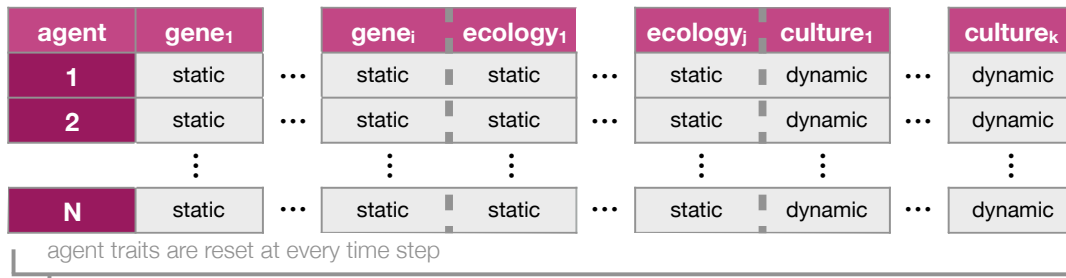 agent gene₁ gene᎐ᵢ ecology₁ ecologyⱼ culture₁ cultureₖ
1 static ... static static ... static dynamic ... dynamic
2 static ... static static ... static dynamic ... dynamic
⋮ ⋮ ⋮ ⋮ ⋮ ⋮
N static ... static static ... static dynamic ... dynamic
agent traits are reset at every time step